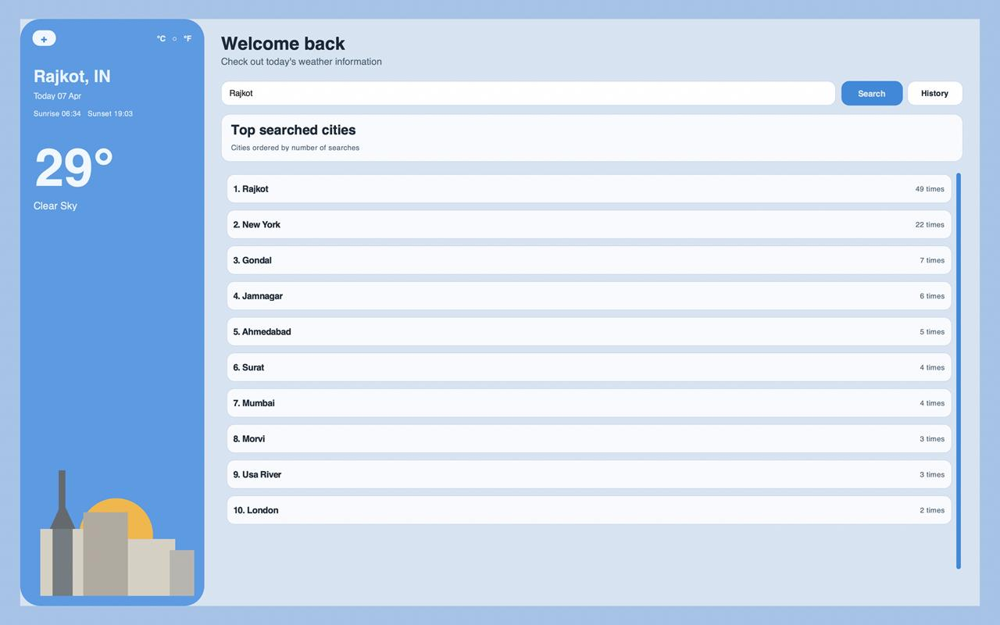 +
°C ○ °F
Rajkot, IN
Today 07 Apr
Sunrise 06:34 Sunset 19:03
29°
Clear Sky
Welcome back
Check out today's weather information
Rajkot
Search
History
Top searched cities
Cities ordered by number of searches
1. Rajkot 49 times
2. New York 22 times
3. Gondal 7 times
4. Jamnagar 6 times
5. Ahmedabad 5 times
6. Surat 4 times
7. Mumbai 4 times
8. Morvi 3 times
9. Usa River 3 times
10. London 2 times